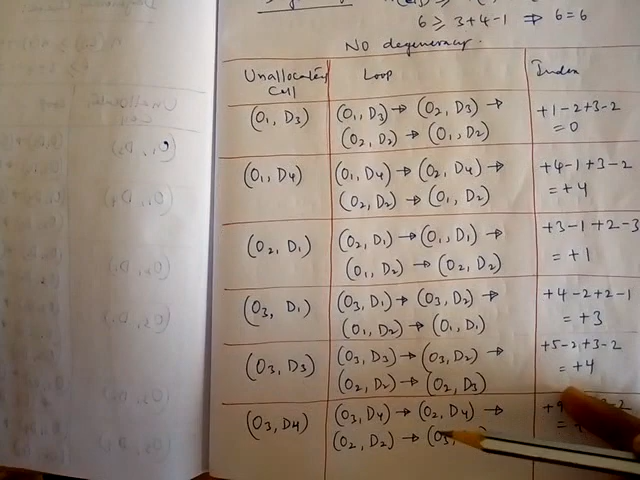 6 ≥ 3+4-1 ⇒ 6=6
No degeneracy.
Unallocated Cell Loop Index
(O₁, D₃) (O₁, D₃) → (O₂, D₃) → +1-2+3-2
(O₂, D₂) → (O₁, D₂) =0
(O₁, D₄) (O₁, D₄) → (O₂, D₄) → +4-1+3-2
(O₂, D₂) → (O₁, D₂) =+4
(O₂, D₁) (O₂, D₁) → (O₁, D₁) → +3-1+2-3
(O₁, D₂) → (O₂, D₂) =+1
(O₃, D₁) (O₃, D₁) → (O₃, D₂) → +4-2+2-1
(O₁, D₂) → (O₁, D₁) =+3
(O₃, D₃) (O₃, D₃) → (O₃, D₂) → +5-2+3-2
(O₂, D₂) → (O₂, D₃) =+4
(O₃, D₄) (O₃, D₄) → (O₂, D₄) →
(O₂, D₂) → (O₃,